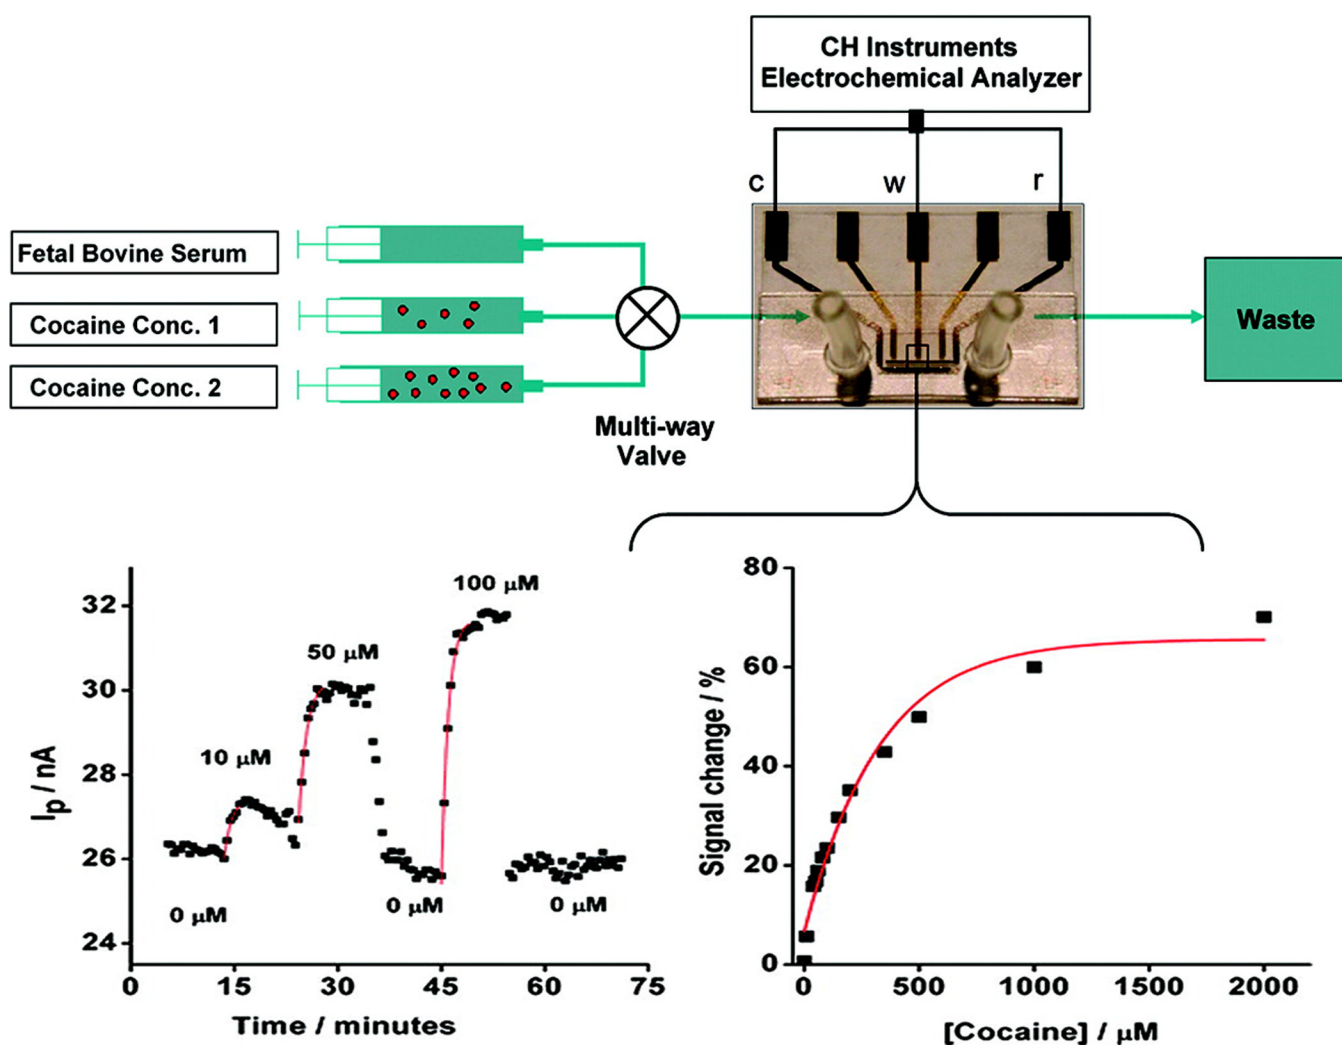 CH Instruments
Electrochemical Analyzer
c
w
r
Fetal Bovine Serum
Cocaine Conc. 1
Cocaine Conc. 2
Multi-way
Valve
Waste
32
30
28
26
24
0
15
30
45
60
75
Iₚ / nA
Time / minutes
0 μM
10 μM
50 μM
0 μM
100 μM
0 μM
80
60
40
20
0
0
500
1000
1500
2000
Signal change / %
[Cocaine] / μM